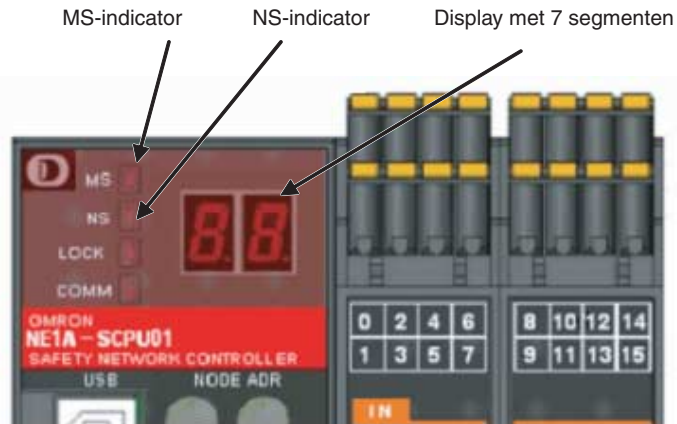 MS-indicator NS-indicator Display met 7 segmenten
MS
NS
88
LOCK
COMM
OMRON
NE1A-SCPU01
SAFETY NETWORK CONTROLLER
USB NODE ADR
0 2 4 6 8 10 12 14
1 3 5 7 9 11 13 15
IN